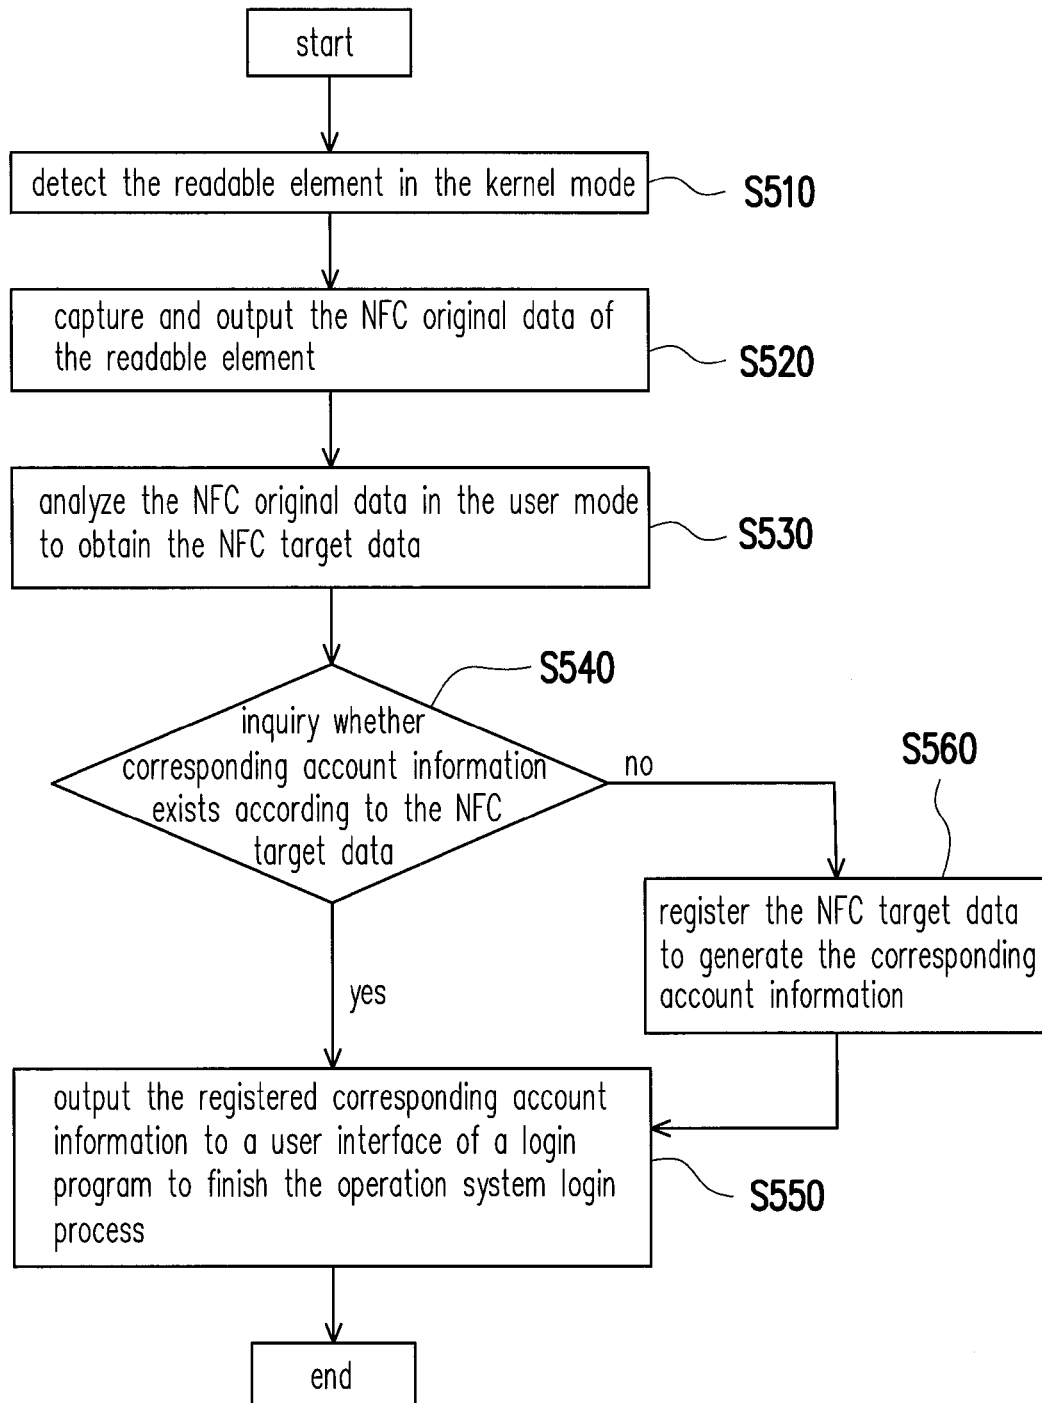 start
detect the readable element in the kernel mode
S510
capture and output the NFC original data of
the readable element
S520
analyze the NFC original data in the user mode
to obtain the NFC target data
S530
S540
inquiry whether
corresponding account information
exists according to the NFC
target data
no
S560
register the NFC target data
to generate the corresponding
account information
yes
output the registered corresponding account
information to a user interface of a login
program to finish the operation system login
process
S550
end